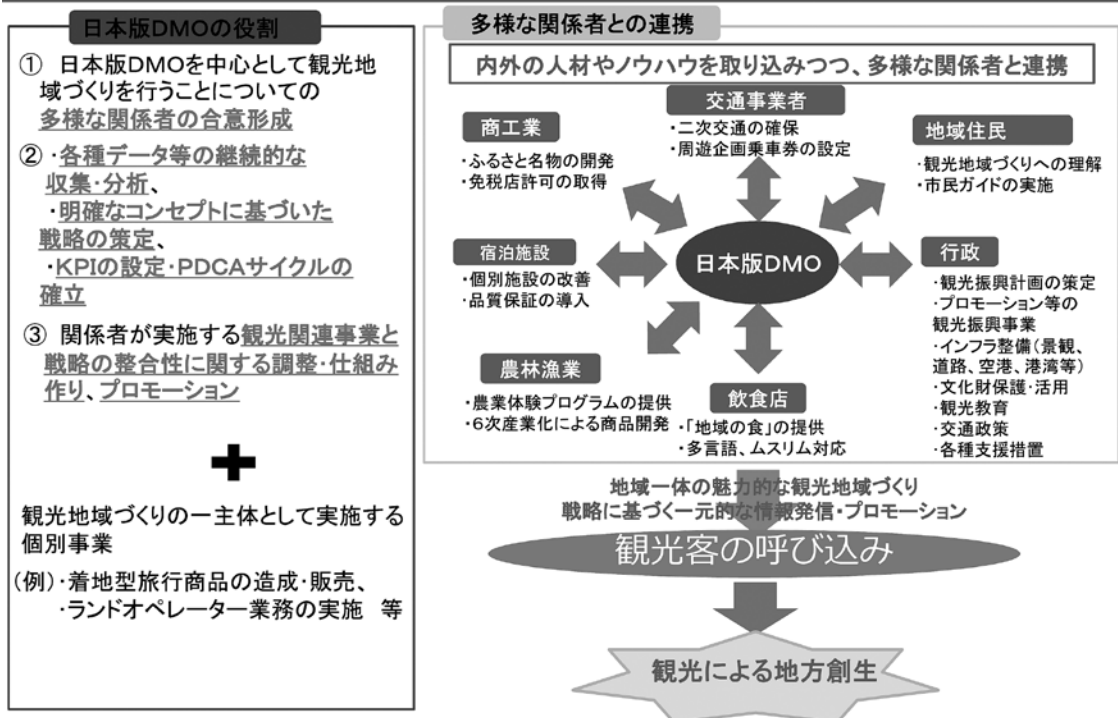 日本版DMOの役割
① 日本版DMOを中心として観光地
域づくりを行うことについての
多様な関係者の合意形成
② ・各種データ等の継続的な
収集・分析、
・明確なコンセプトに基づいた
戦略の策定、
・KPIの設定・PDCAサイクルの
確立
③ 関係者が実施する観光関連事業と
戦略の整合性に関する調整・仕組み
作り、プロモーション
+
観光地域づくりの一主体として実施する
個別事業
(例)・着地型旅行商品の造成・販売、
・ランドオペレーター業務の実施 等
多様な関係者との連携
内外の人材やノウハウを取り込みつつ、多様な関係者と連携
交通事業者
・二次交通の確保
・周遊企画乗車券の設定
商工業
・ふるさと名物の開発
・免税店許可の取得
地域住民
・観光地域づくりへの理解
・市民ガイドの実施
宿泊施設
・個別施設の改善
・品質保証の導入
日本版DMO
行政
・観光振興計画の策定
・プロモーション等の
観光振興事業
・インフラ整備(景観、
道路、空港、港湾等)
・文化財保護・活用
・観光教育
・交通政策
・各種支援措置
農林漁業
・農業体験プログラムの提供
・6次産業化による商品開発
飲食店
・「地域の食」の提供
・多言語、ムスリム対応
地域一体の魅力的な観光地域づくり
戦略に基づく一元的な情報発信・プロモーション
観光客の呼び込み
観光による地方創生